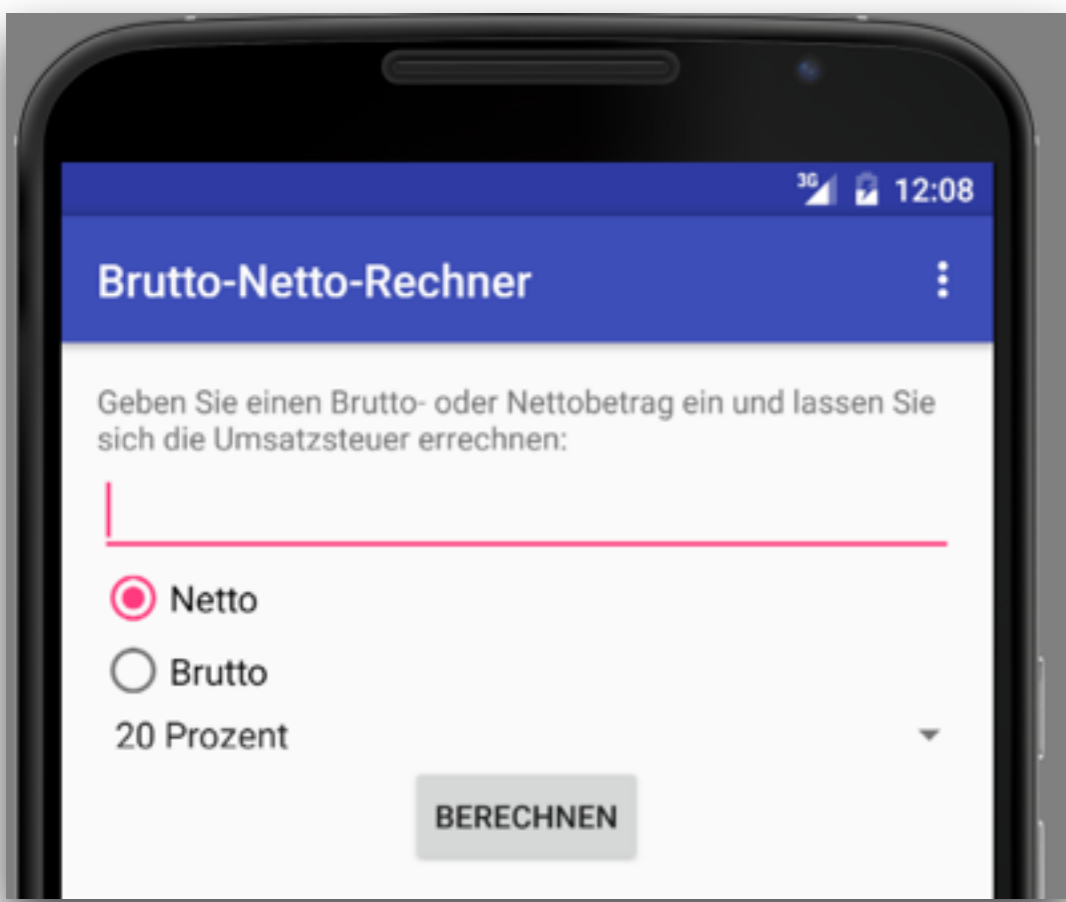 3G 12:08
Brutto-Netto-Rechner
Geben Sie einen Brutto- oder Nettobetrag ein und lassen Sie
sich die Umsatzsteuer errechnen:
Netto
Brutto
20 Prozent
BERECHNEN